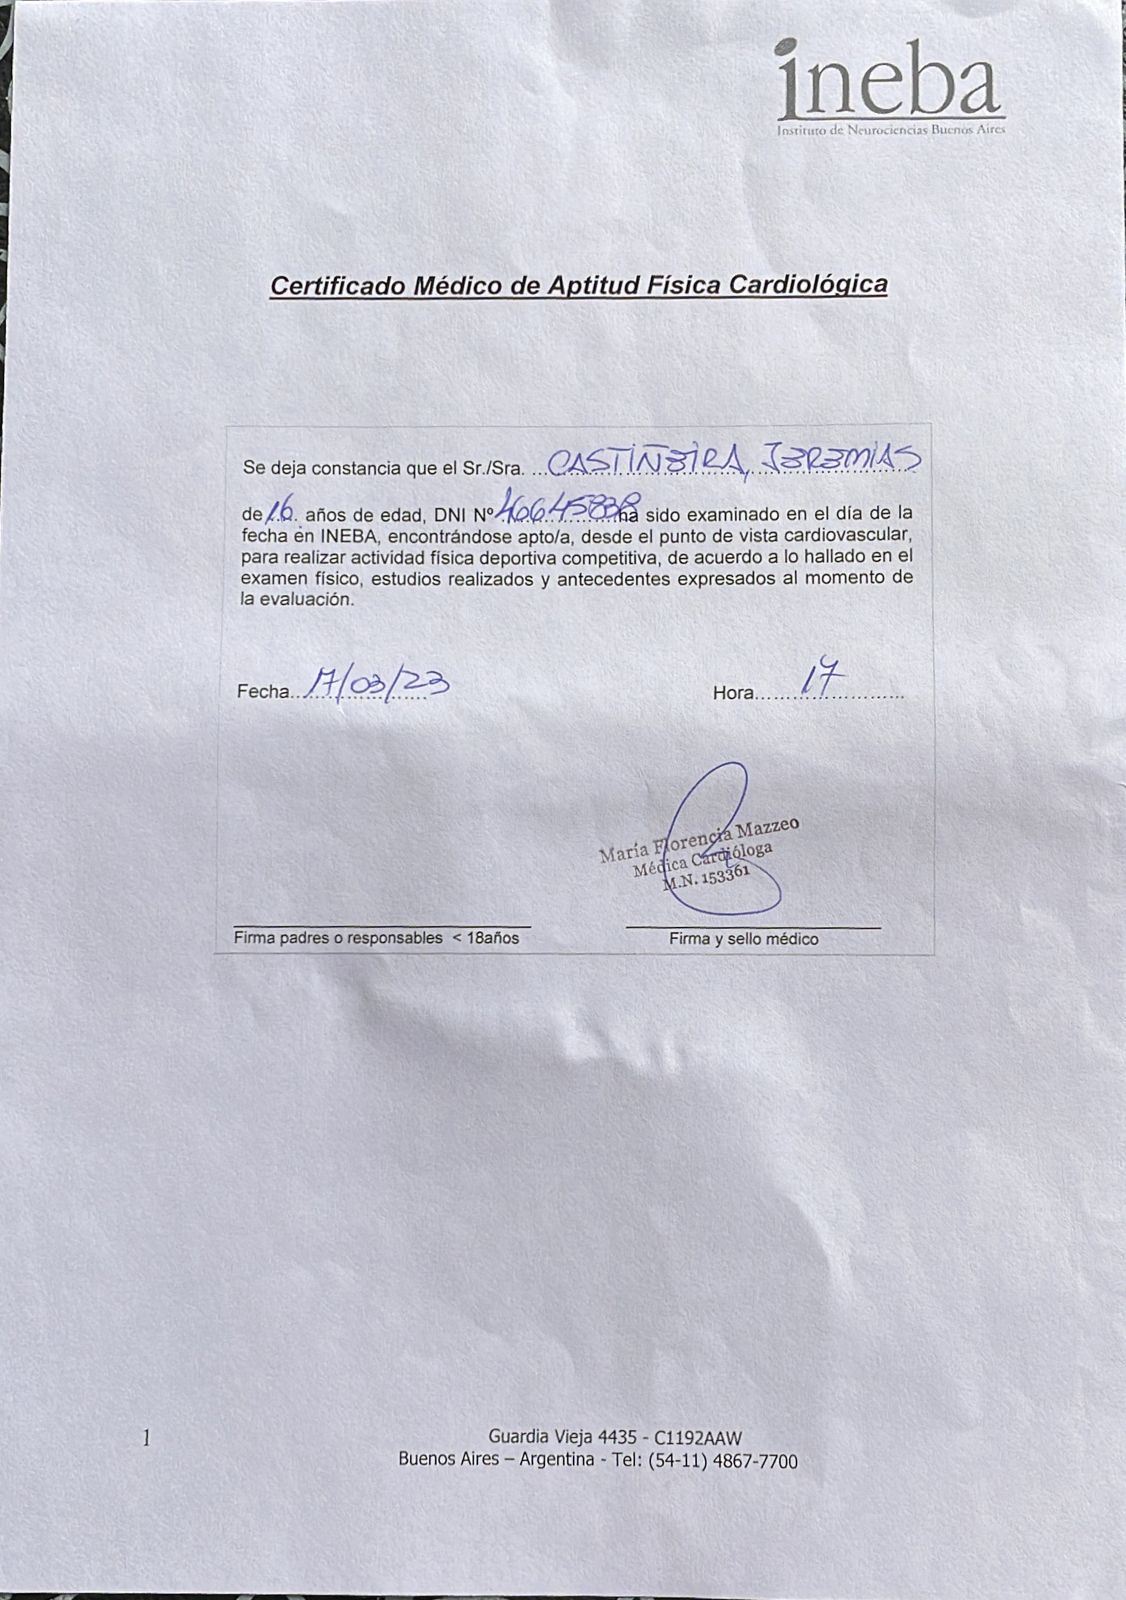 ineba
Instituto de Neurociencias Buenos Aires
Certificado Médico de Aptitud Física Cardiológica
Se deja constancia que el Sr./Sra. ...CASTIÑEIRA, JEREMIAS
de 16 años de edad, DNI Nº 46645838 ha sido examinado en el día de la
fecha en INEBA, encontrándose apto/a, desde el punto de vista cardiovascular,
para realizar actividad física deportiva competitiva, de acuerdo a lo hallado en el
examen físico, estudios realizados y antecedentes expresados al momento de
la evaluación.
Fecha...17/03/23 Hora......17
María Florencia Mazzeo
Médica Cardióloga
M.N. 153361
Firma padres o responsables < 18años Firma y sello médico
1
Guardia Vieja 4435 - C1192AAW
Buenos Aires – Argentina - Tel: (54-11) 4867-7700